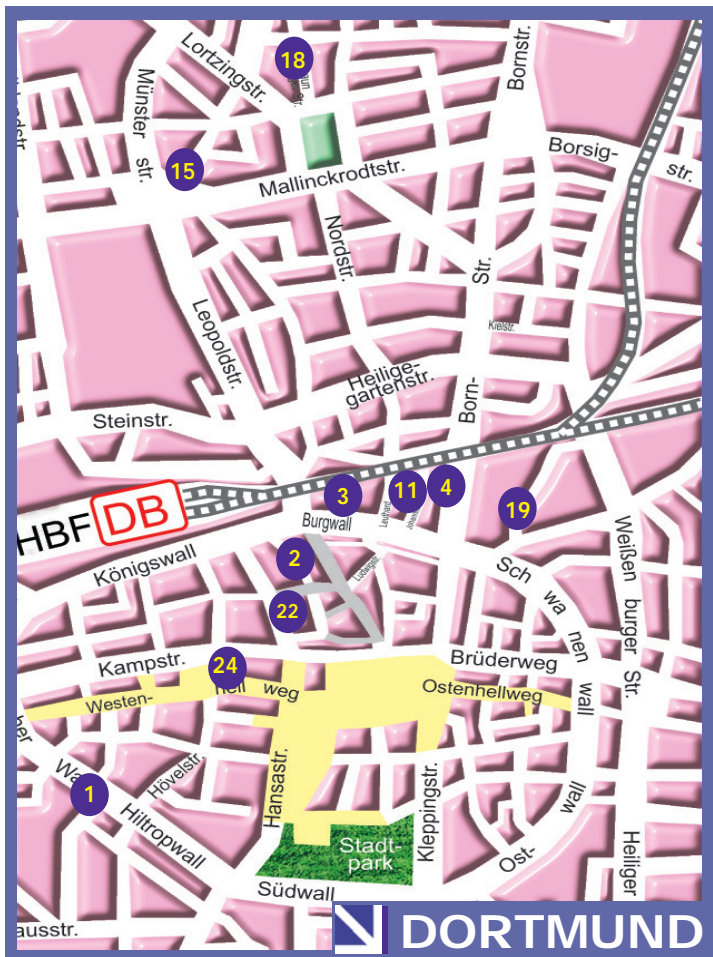 18
Lortzingstr.
Bornstr.
Münster
str.
15
Borsig-
str.
Mallinckrodtstr.
Nordstr.
Str.
Leopoldstr.
Kielstr.
Heilige-
gartenstr.
Born-
Steinstr.
HBF DB
3
11
4
19
Burgwall
Königswall
2
22
Ludwigstr.
Sch
wa
nen
wall
Weißen
burger
Str.
Kampstr.
24
Brüderweg
Westen-
hell
weg
Ostenhellweg
1
Hövelstr.
Hiltropwall
Hansastr.
Kleppingstr.
Stadt-
park
Ost-
wall
Heiliger
Südwall
DORTMUND